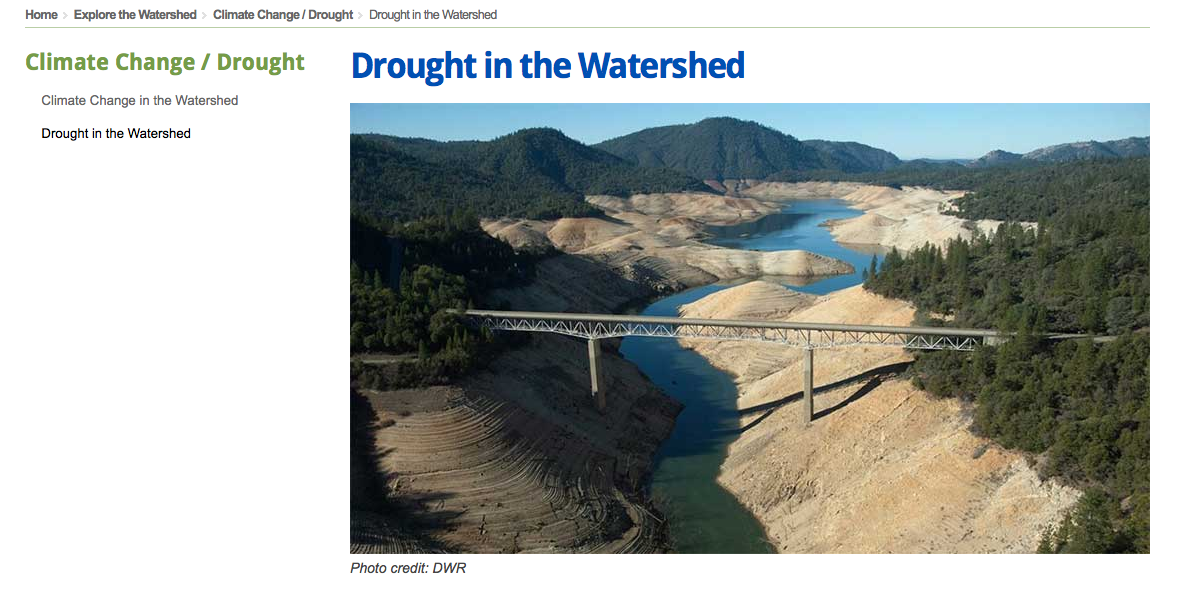 Home > Explore the Watershed > Climate Change / Drought > Drought in the Watershed
Climate Change / Drought
Climate Change in the Watershed
Drought in the Watershed
Drought in the Watershed
Photo credit: DWR